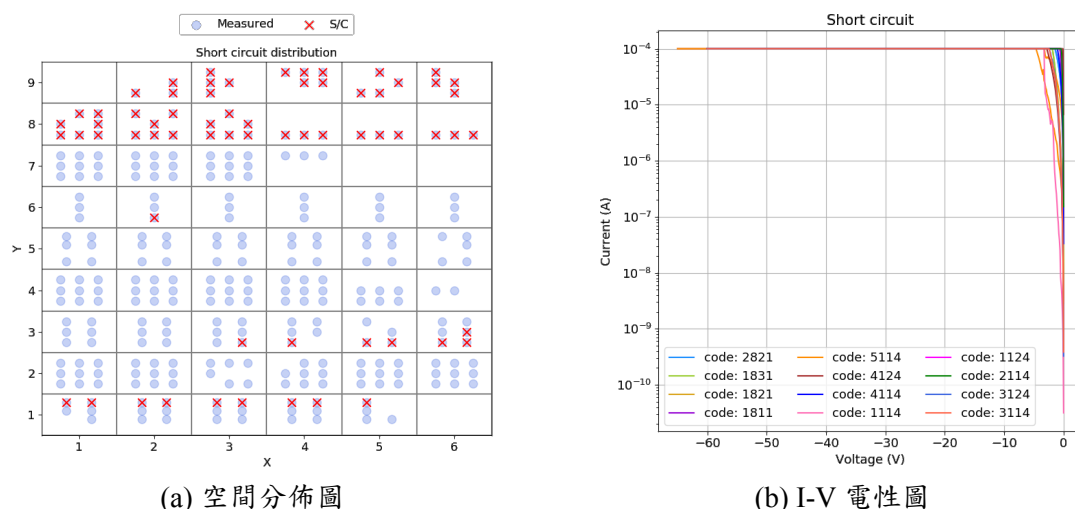 Measured
S/C
Short circuit distribution
9
8
7
6
5
4
3
2
1
Y
1 2 3 4 5 6
X
(a) 空間分佈圖
Short circuit
10⁻⁴
10⁻⁵
10⁻⁶
10⁻⁷
10⁻⁸
10⁻⁹
10⁻¹⁰
Current (A)
code: 2821 code: 5114 code: 1124
code: 1831 code: 4124 code: 2114
code: 1821 code: 4114 code: 3124
code: 1811 code: 1114 code: 3114
−60 −50 −40 −30 −20 −10 0
Voltage (V)
(b) I-V 電性圖